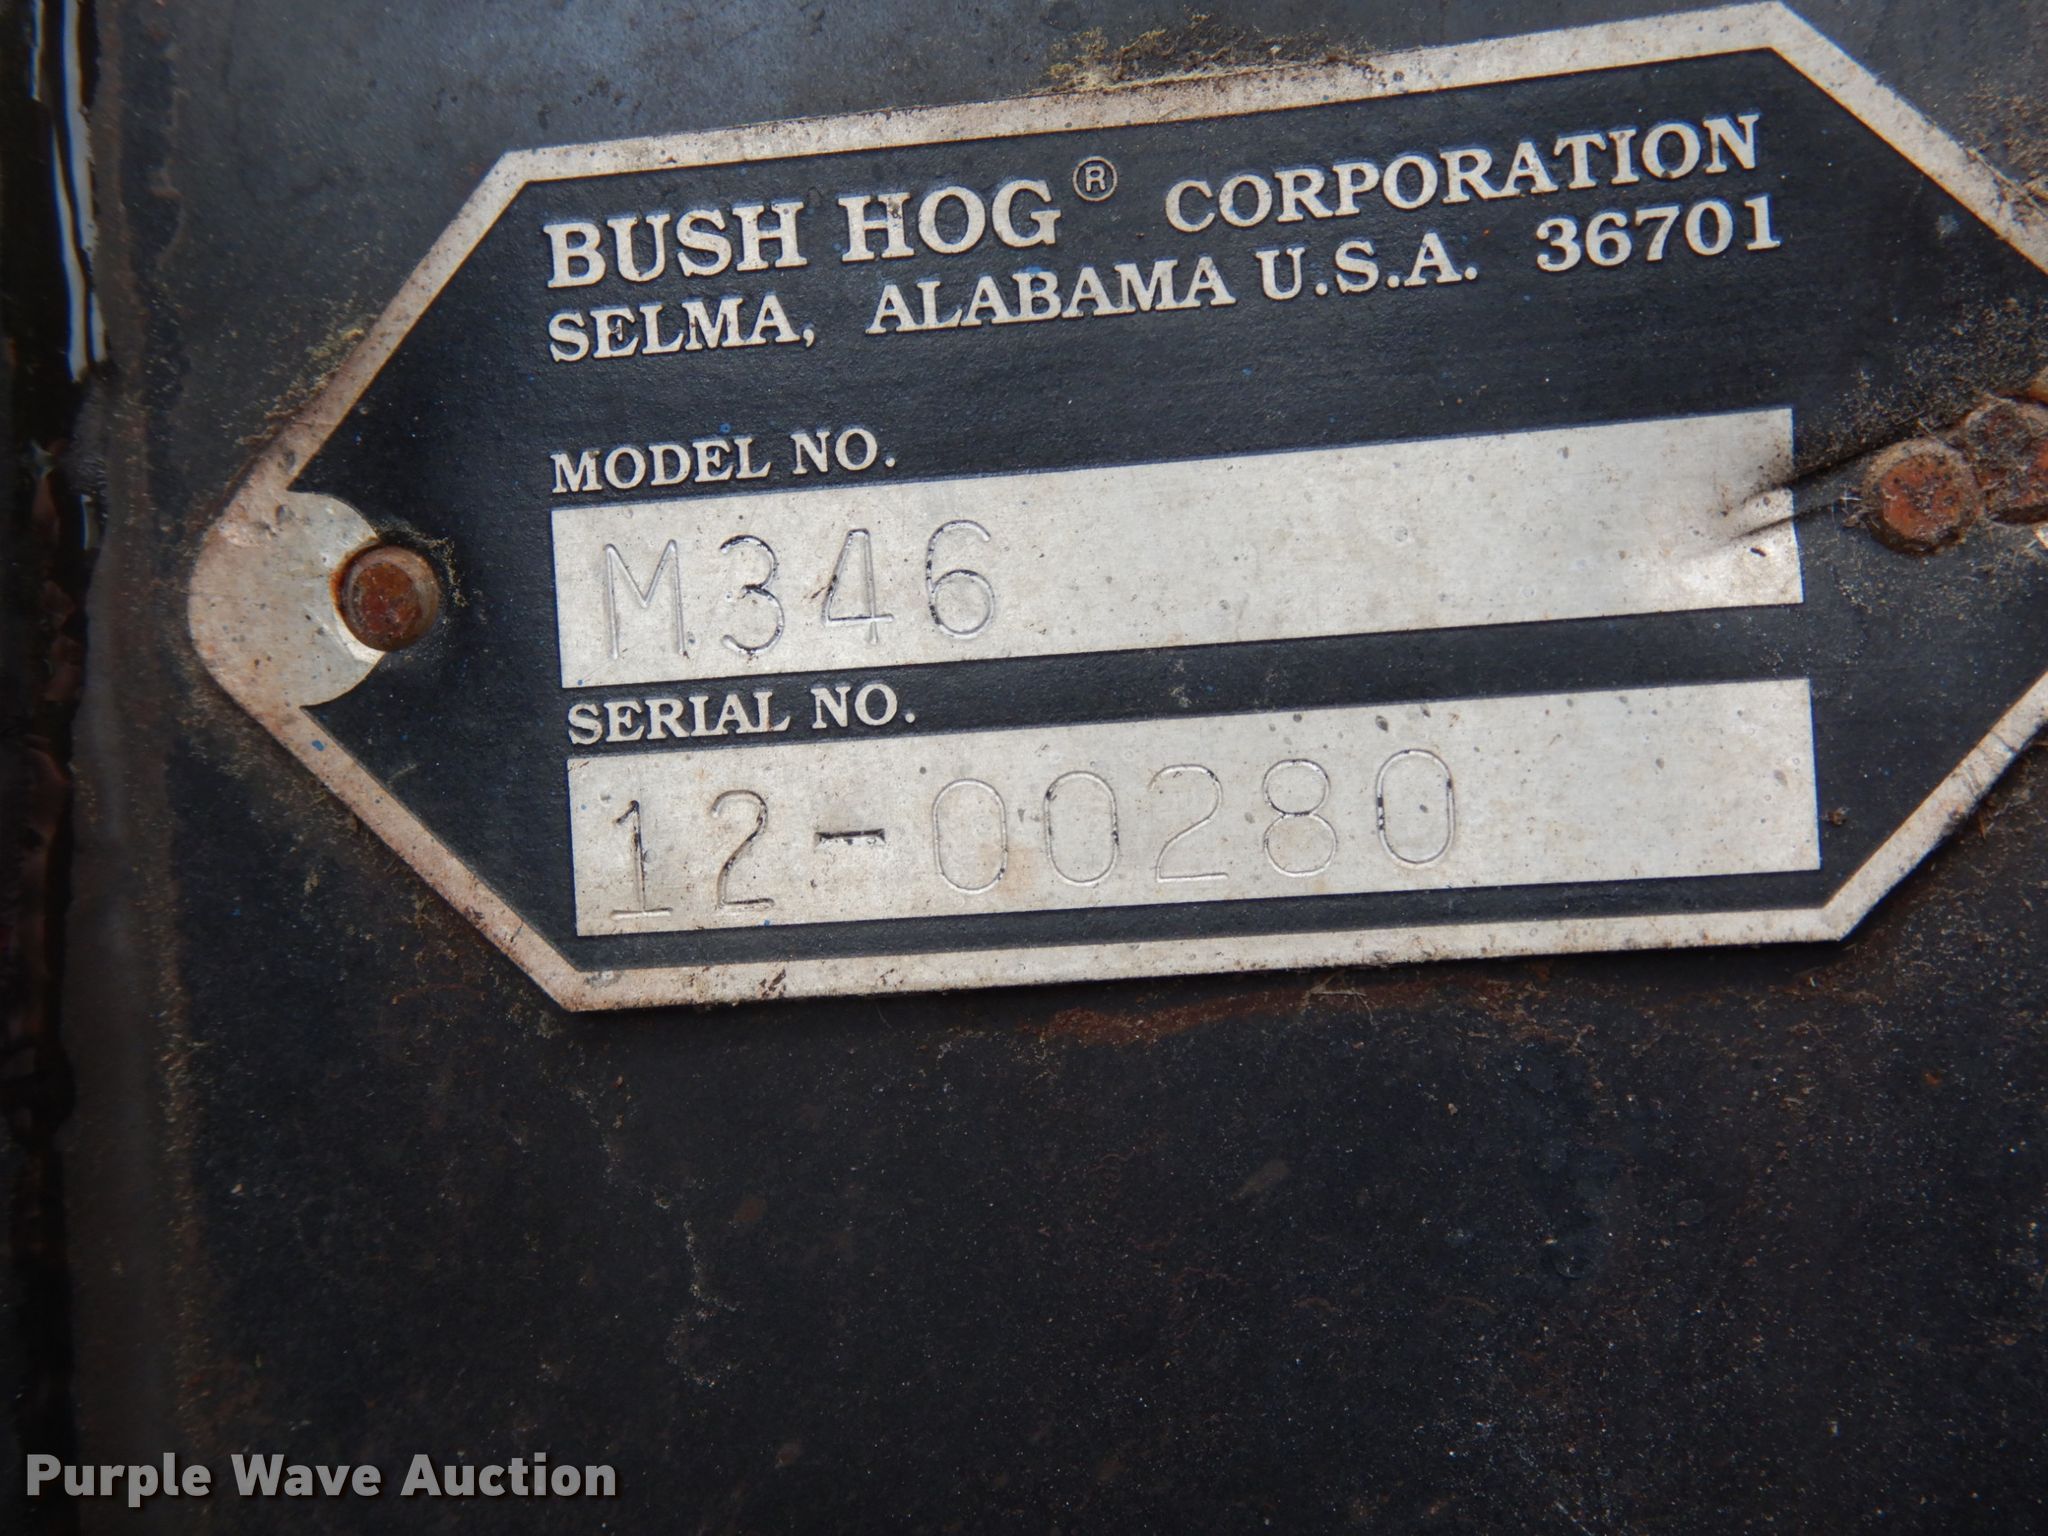 BUSH HOG® CORPORATION
SELMA, ALABAMA U.S.A. 36701
MODEL NO.
M346
SERIAL NO.
12-00280
Purple Wave Auction